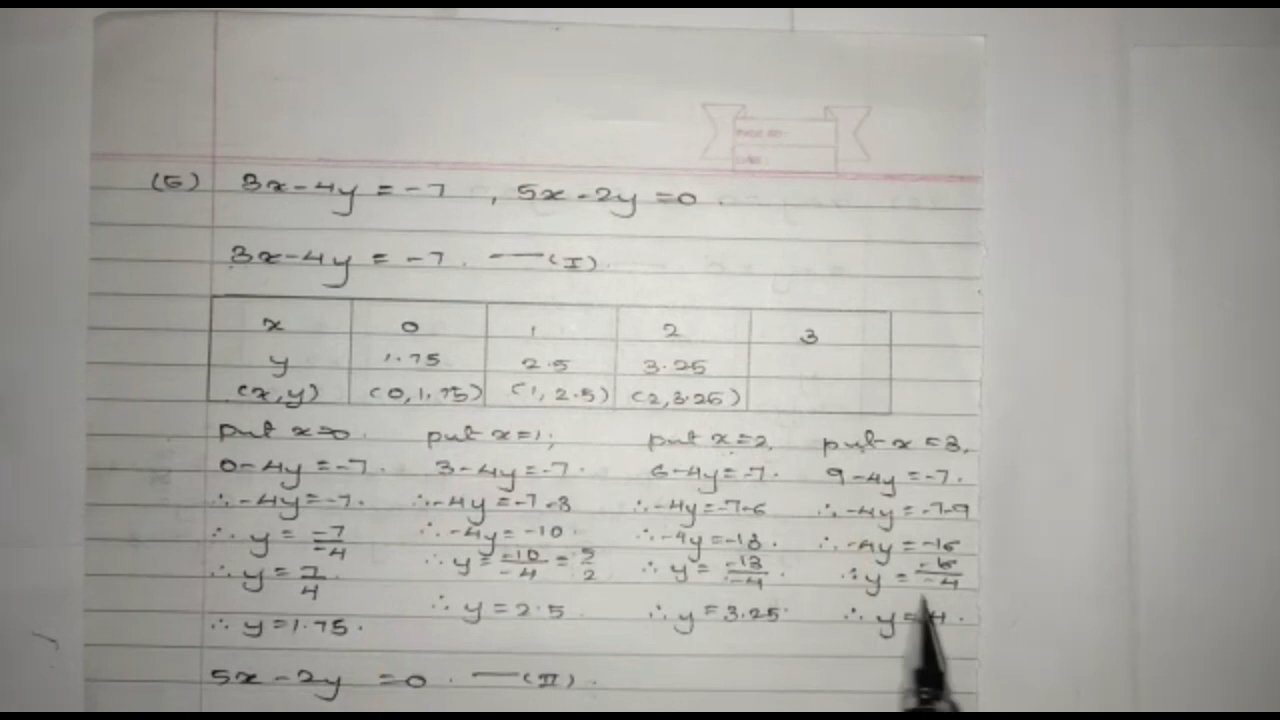 (5) 3x-4y = -7 , 5x-2y =0.
3x-4y = -7. —(I).
x 0 1 2 3
y 1.75 2.5 3.25
(x,y) (0,1.75) (1,2.5) (2,3.25)
put x=0. put x=1; put x=2, put x=3,
0-4y=-7. 3-4y=-7. 6-4y=-7. 9-4y=-7.
∴-4y=-7. ∴-4y=-7-3 ∴-4y=-7-6 ∴-4y=-7-9
∴ y = -7/-4 ∴-4y=-10 ∴-4y=-13. ∴-4y=-16
∴ y = 7/4 ∴ y = -10/-4 = 5/2 ∴ y = -13/-4. ∴ y = -16/-4
∴ y=1.75. ∴ y=2.5 ∴ y=3.25. ∴ y=4.
5x-2y =0. —(II).